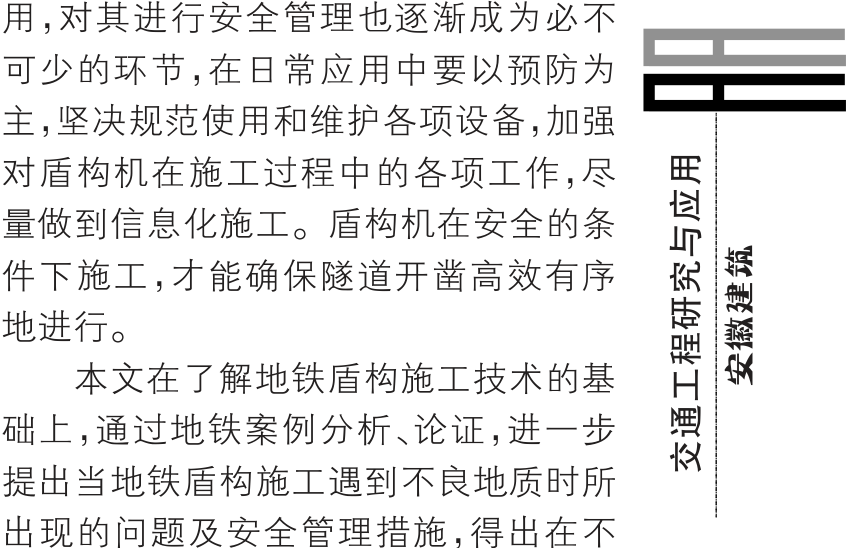 用,对其进行安全管理也逐渐成为必不
可少的环节,在日常应用中要以预防为
主,坚决规范使用和维护各项设备,加强
对盾构机在施工过程中的各项工作,尽
量做到信息化施工。盾构机在安全的条
件下施工,才能确保隧道开凿高效有序
地进行。
本文在了解地铁盾构施工技术的基
础上,通过地铁案例分析、论证,进一步
提出当地铁盾构施工遇到不良地质时所
出现的问题及安全管理措施,得出在不
交通工程研究与应用
安徽建筑